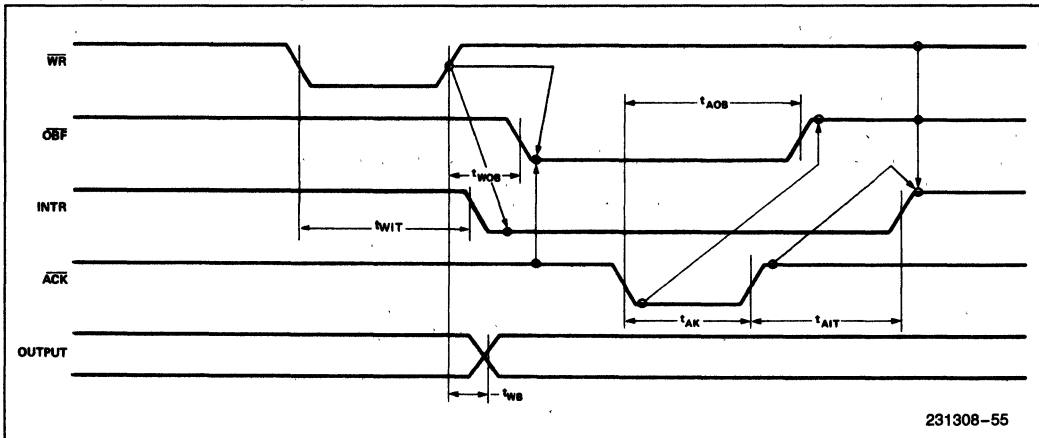 WR
tAOB
OBF
tWOB
INTR
tWIT
ACK
tAK
tAIT
OUTPUT
tWB
231308-55